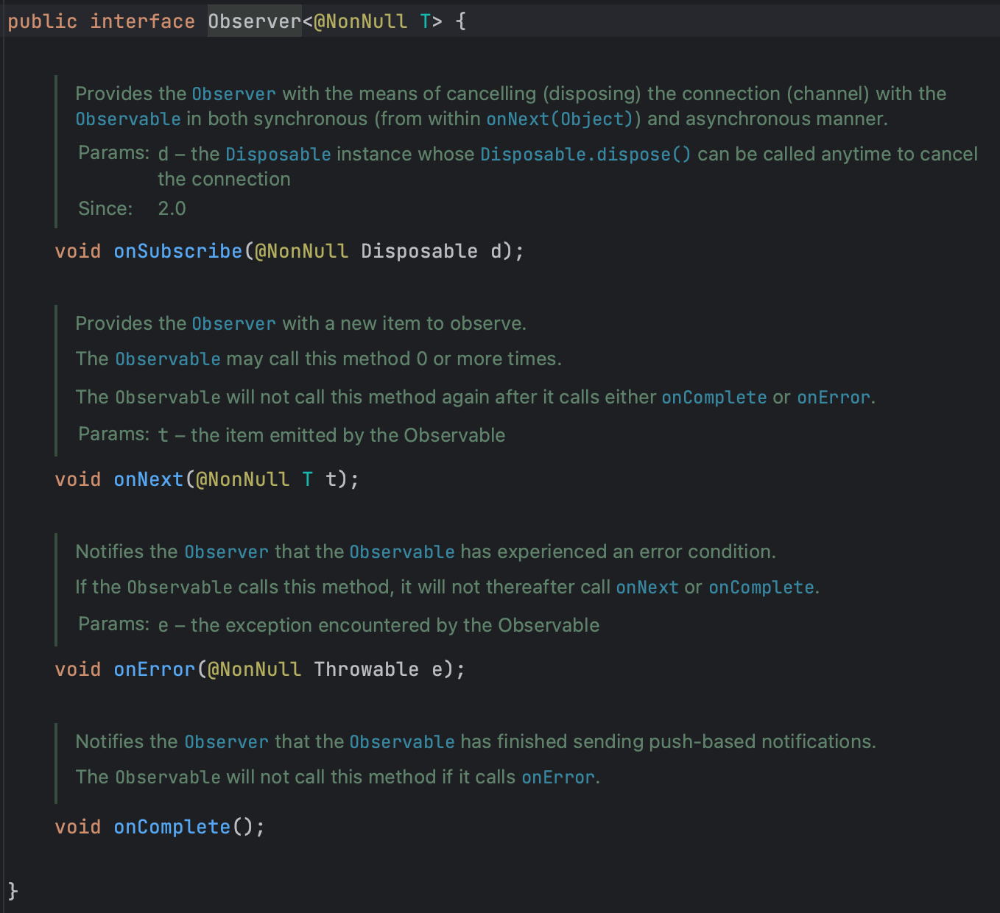 public interface Observer<@NonNull T> {
Provides the Observer with the means of cancelling (disposing) the connection (channel) with the
Observable in both synchronous (from within onNext(Object)) and asynchronous manner.
Params: d – the Disposable instance whose Disposable.dispose() can be called anytime to cancel
the connection
Since: 2.0
void onSubscribe(@NonNull Disposable d);
Provides the Observer with a new item to observe.
The Observable may call this method 0 or more times.
The Observable will not call this method again after it calls either onComplete or onError.
Params: t – the item emitted by the Observable
void onNext(@NonNull T t);
Notifies the Observer that the Observable has experienced an error condition.
If the Observable calls this method, it will not thereafter call onNext or onComplete.
Params: e – the exception encountered by the Observable
void onError(@NonNull Throwable e);
Notifies the Observer that the Observable has finished sending push-based notifications.
The Observable will not call this method if it calls onError.
void onComplete();
}